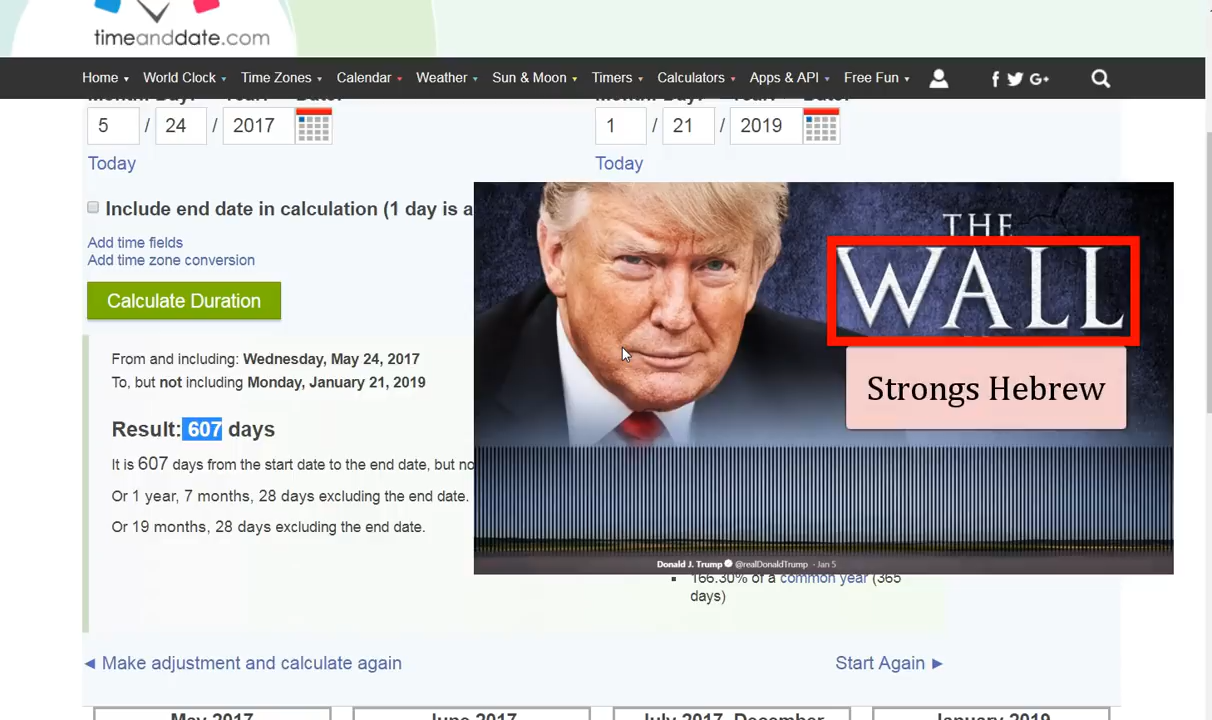 timeanddate.com
Home World Clock Time Zones Calendar Weather Sun & Moon Timers Calculators Apps & API Free Fun f G+
5 / 24 / 2017
1 / 21 / 2019
Today
Today
Include end date in calculation (1 day is a
Add time fields
Add time zone conversion
Calculate Duration
From and including: Wednesday, May 24, 2017
To, but not including Monday, January 21, 2019
Result: 607 days
It is 607 days from the start date to the end date, but no
Or 1 year, 7 months, 28 days excluding the end date.
Or 19 months, 28 days excluding the end date.
THE
WALL
Strongs Hebrew
Donald J. Trump @realDonaldTrump · Jan 5
166.30% of a common year (365
days)
◄ Make adjustment and calculate again
Start Again ►
May 2017 June 2017 July 2017 December January 2019